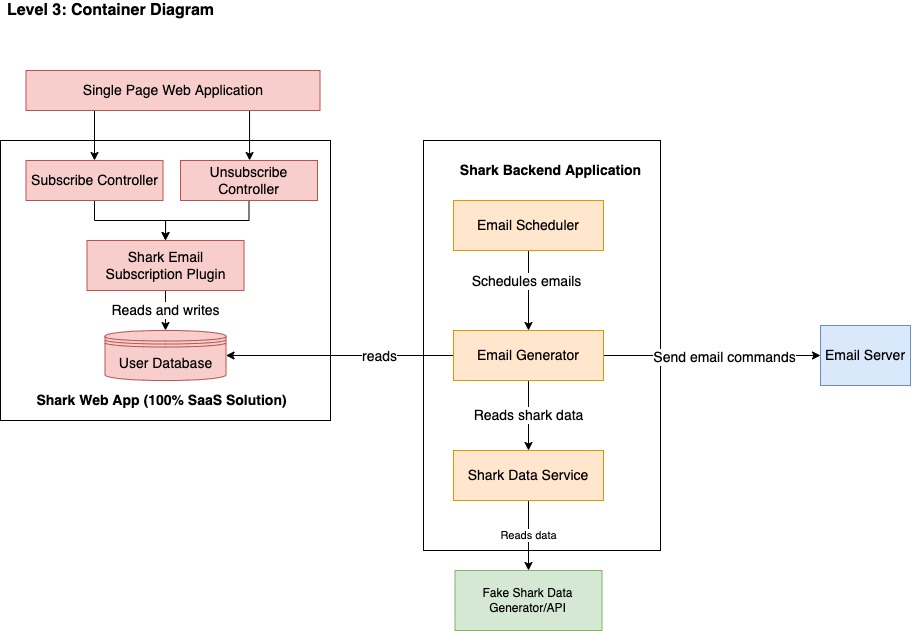 Level 3: Container Diagram
Single Page Web Application
Subscribe Controller
Unsubscribe
Controller
Shark Email
Subscription Plugin
Reads and writes
User Database
Shark Web App (100% SaaS Solution)
reads
Shark Backend Application
Email Scheduler
Schedules emails
Email Generator
Send email commands
Email Server
Reads shark data
Shark Data Service
Reads data
Fake Shark Data
Generator/API